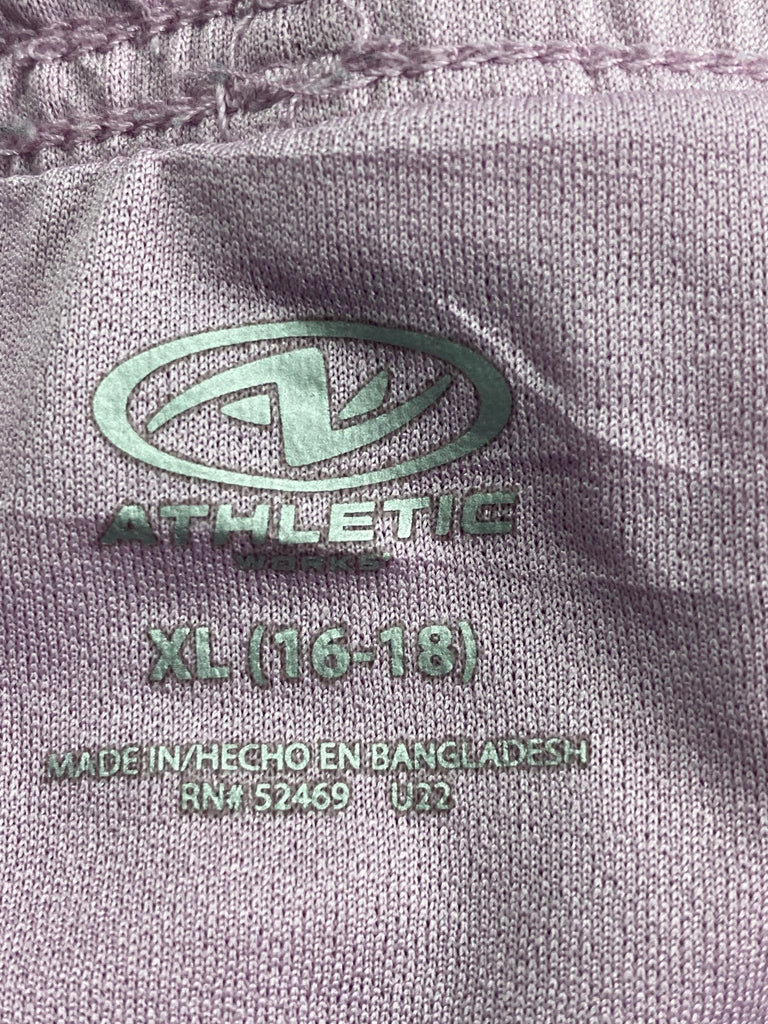 ATHLETIC
WORKS
XL (16-18)
MADE IN/HECHO EN BANGLADESH
RN# 52469 U22